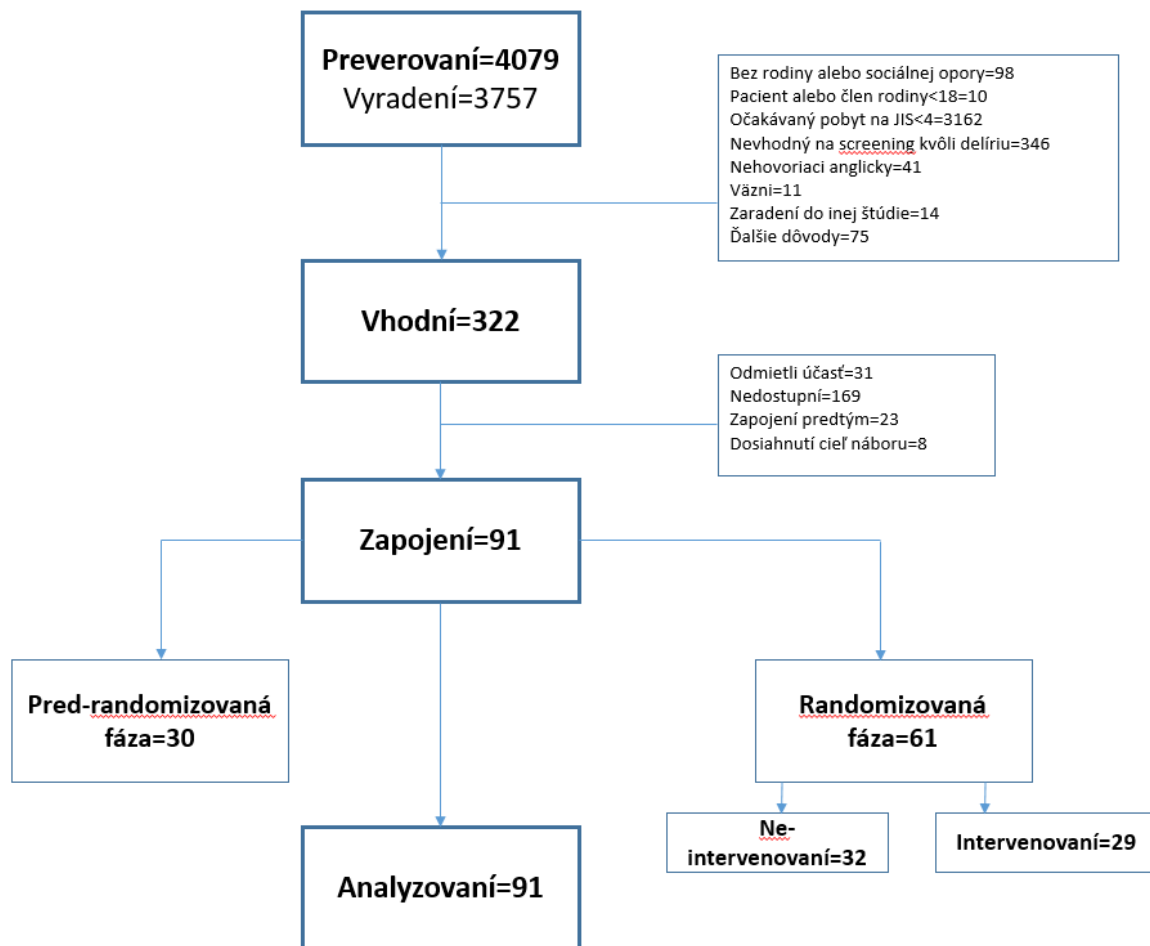 Preverovaní=4079
Vyradení=3757
Bez rodiny alebo sociálnej opory=98
Pacient alebo člen rodiny<18=10
Očakávaný pobyt na JIS<4=3162
Nevhodný na screening kvôli delíriu=346
Nehovoriaci anglicky=41
Väzni=11
Zaradení do inej štúdie=14
Ďalšie dôvody=75
Vhodní=322
Odmietli účasť=31
Nedostupní=169
Zapojení predtým=23
Dosiahnutí cieľ náboru=8
Zapojení=91
Pred-randomizovaná
fáza=30
Randomizovaná
fáza=61
Ne-
intervenovaní=32
Intervenovaní=29
Analyzovaní=91